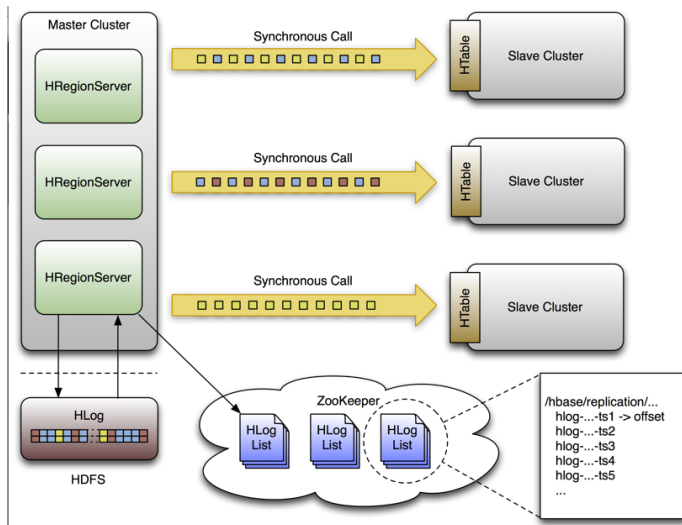 Master Cluster
HRegionServer
HRegionServer
HRegionServer
Synchronous Call
HTable
Slave Cluster
Synchronous Call
HTable
Slave Cluster
Synchronous Call
HTable
Slave Cluster
HLog
HDFS
ZooKeeper
HLog
List
HLog
List
HLog
List
/hbase/replication/...
hlog-...-ts1 -> offset
hlog-...-ts2
hlog-...-ts3
hlog-...-ts4
hlog-...-ts5
...